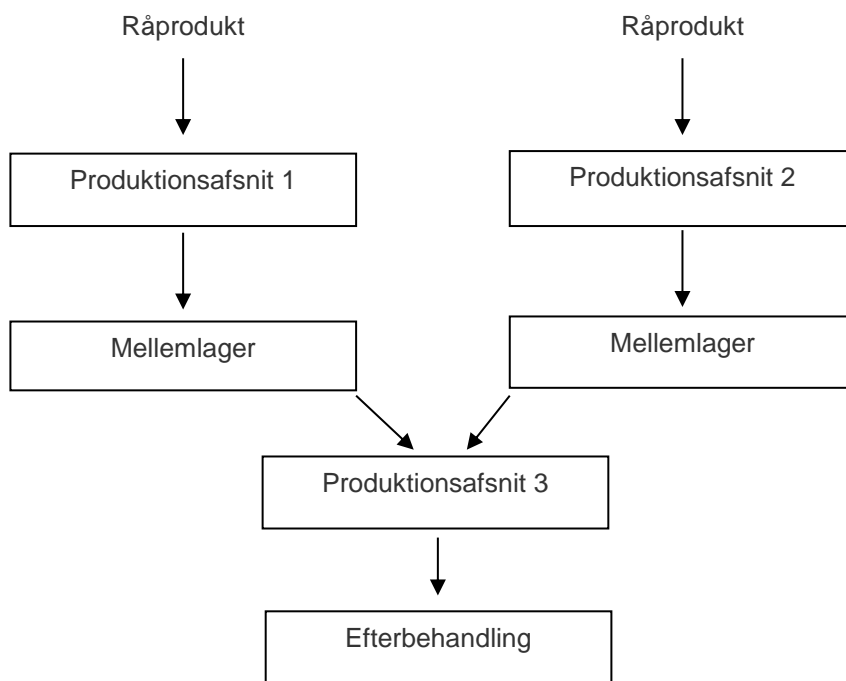 Råprodukt
Råprodukt
Produktionsafsnit 1
Produktionsafsnit 2
Mellemlager
Mellemlager
Produktionsafsnit 3
Efterbehandling